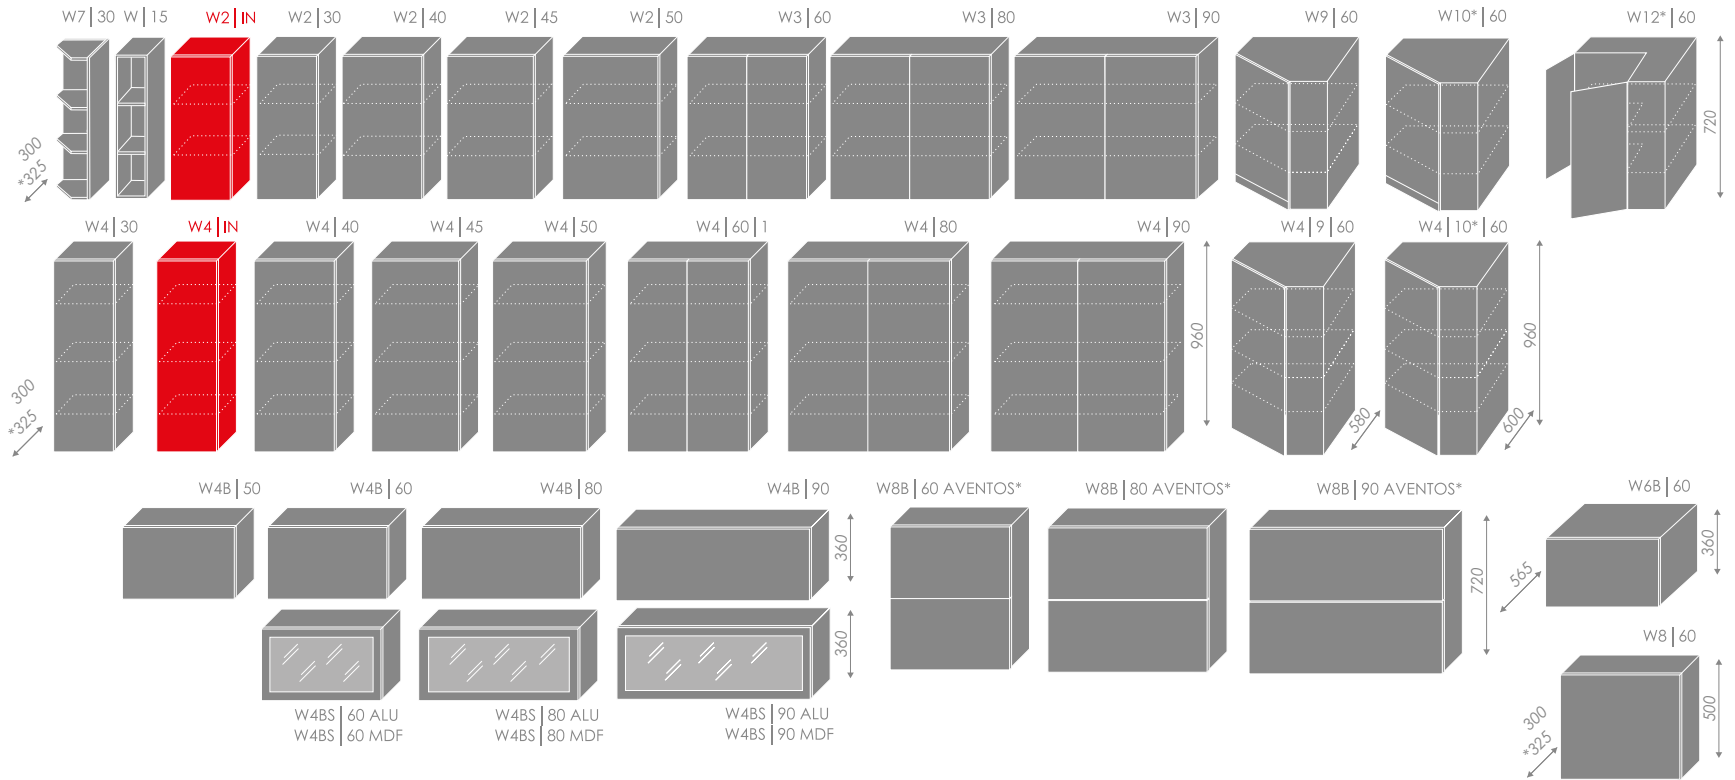 W7 | 30
W | 15
W2 | IN
W2 | 30
W2 | 40
W2 | 45
W2 | 50
W3 | 60
W3 | 80
W3 | 90
W9 | 60
W10* | 60
W12* | 60
300
*325
720
W4 | 30
W4 | IN
W4 | 40
W4 | 45
W4 | 50
W4 | 60 | 1
W4 | 80
W4 | 90
W4 | 9 | 60
W4 | 10* | 60
300
*325
960
580
600
960
W4B | 50
W4B | 60
W4B | 80
W4B | 90
W8B | 60 AVENTOS*
W8B | 80 AVENTOS*
W8B | 90 AVENTOS*
W6B | 60
360
720
565
360
360
W8 | 60
W4BS | 60 ALU
W4BS | 60 MDF
W4BS | 80 ALU
W4BS | 80 MDF
W4BS | 90 ALU
W4BS | 90 MDF
300
*325
500